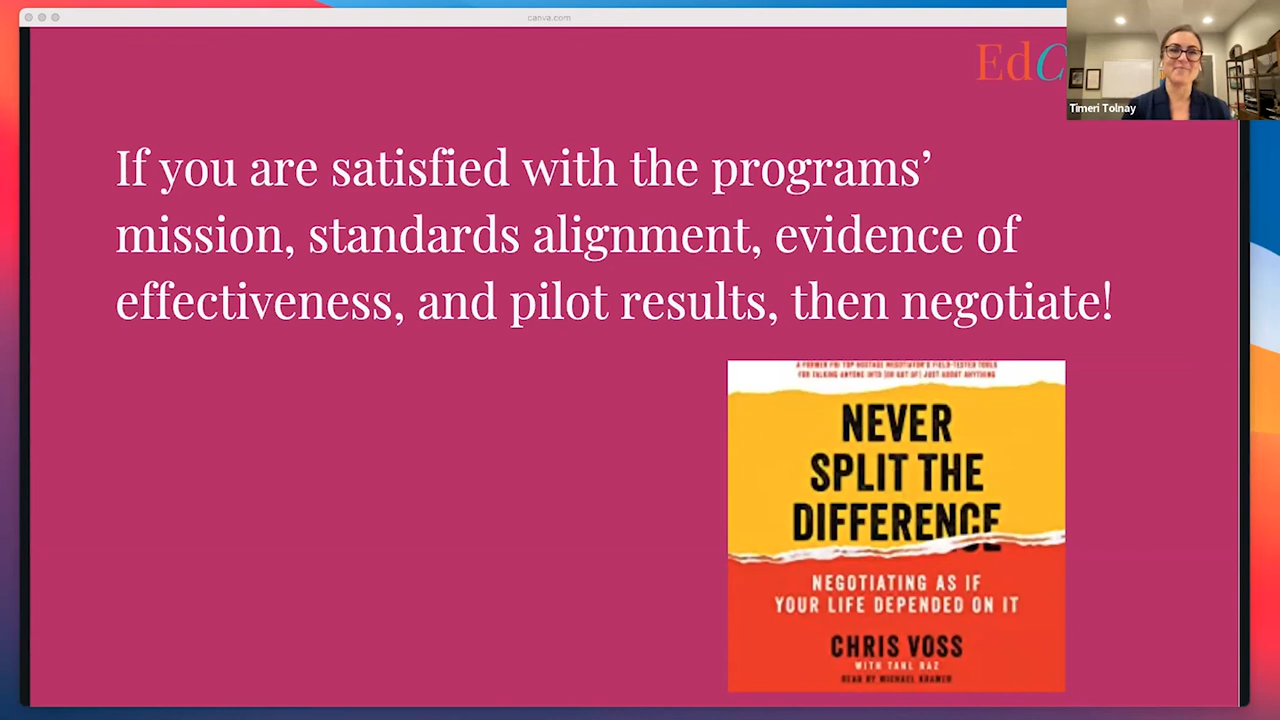 canva.com
EdC
Timeri Tolnay
If you are satisfied with the programs’
mission, standards alignment, evidence of
effectiveness, and pilot results, then negotiate!
A FORMER FBI TOP HOSTAGE NEGOTIATOR'S FIELD-TESTED TOOLS
FOR TALKING ANYONE INTO (OR OUT OF) JUST ABOUT ANYTHING
NEVER
SPLIT THE
DIFFERENCE
NEGOTIATING AS IF
YOUR LIFE DEPENDED ON IT
CHRIS VOSS
WITH TAHL RAZ
READ BY MICHAEL KRAMER